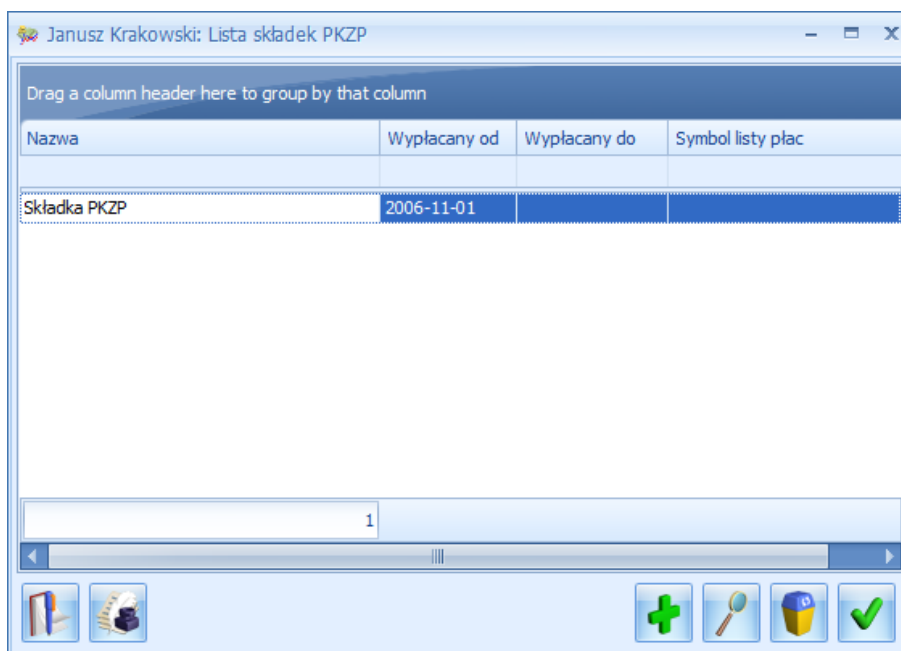 Janusz Krakowski: Lista składek PKZP
Drag a column header here to group by that column
Nazwa Wypłacany od Wypłacany do Symbol listy płac
Składka PKZP 2006-11-01
1